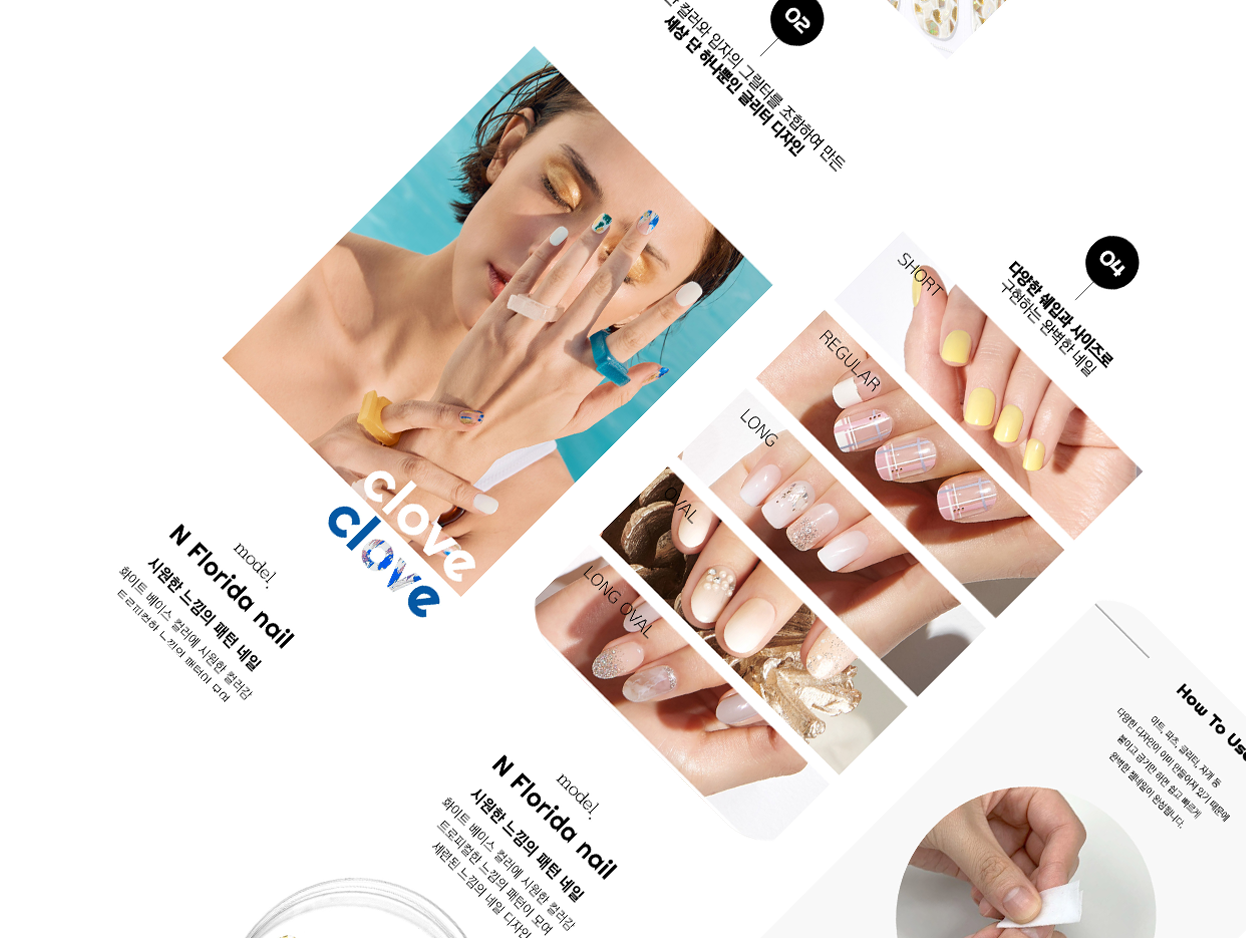 02
컬러와 입자의 그릴터를 조합하여 만든
세상 단 하나뿐인 글리터 디자인
04
다양한 쉐입과 사이즈로
구현하는 완벽한 네일
SHORT
REGULAR
LONG
OVAL
LONG OVAL
clove
clove
model.
N Florida nail
시원한 느낌의 패턴 네일
화이트 베이스 컬러에 시원한 컬러감
트로피컬한 느낌의 패턴이 모여
model.
N Florida nail
시원한 느낌의 패턴 네일
화이트 베이스 컬러에 시원한 컬러감
트로피컬한 느낌의 패턴이 모여
세련된 느낌의 네일 디자인
How To Use
아트, 파츠, 글리터, 자개 등
다양한 디자인이 이미 만들어져 있기 때문에
붙이고 굽기만 하면 쉽고 빠르게
완벽한 젤네일이 완성됩니다.